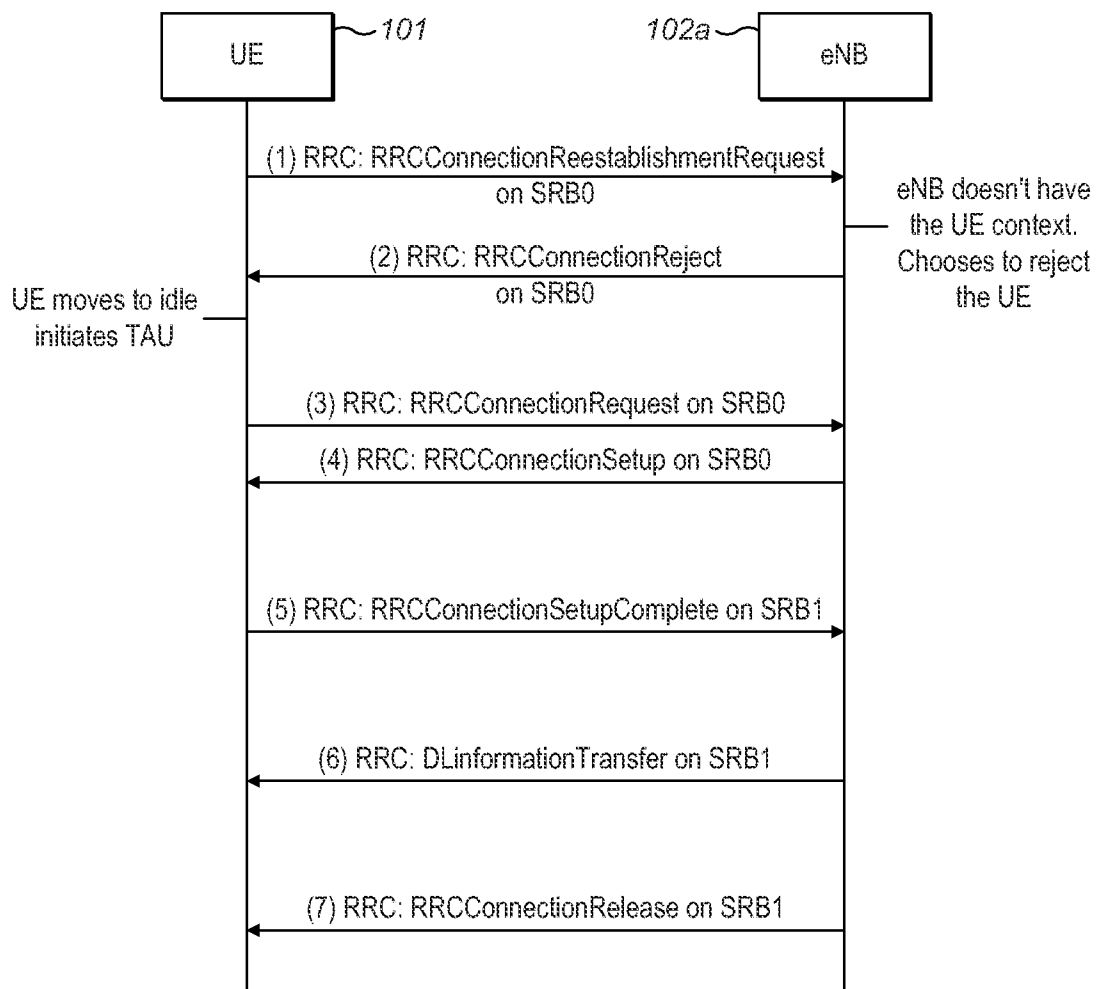 101
102a
UE
eNB
(1) RRC: RRCConnectionReestablishmentRequest
on SRB0
eNB doesn't have
the UE context.
Chooses to reject
the UE
(2) RRC: RRCConnectionReject
on SRB0
UE moves to idle
initiates TAU
(3) RRC: RRCConnectionRequest on SRB0
(4) RRC: RRCConnectionSetup on SRB0
(5) RRC: RRCConnectionSetupComplete on SRB1
(6) RRC: DLinformationTransfer on SRB1
(7) RRC: RRCConnectionRelease on SRB1